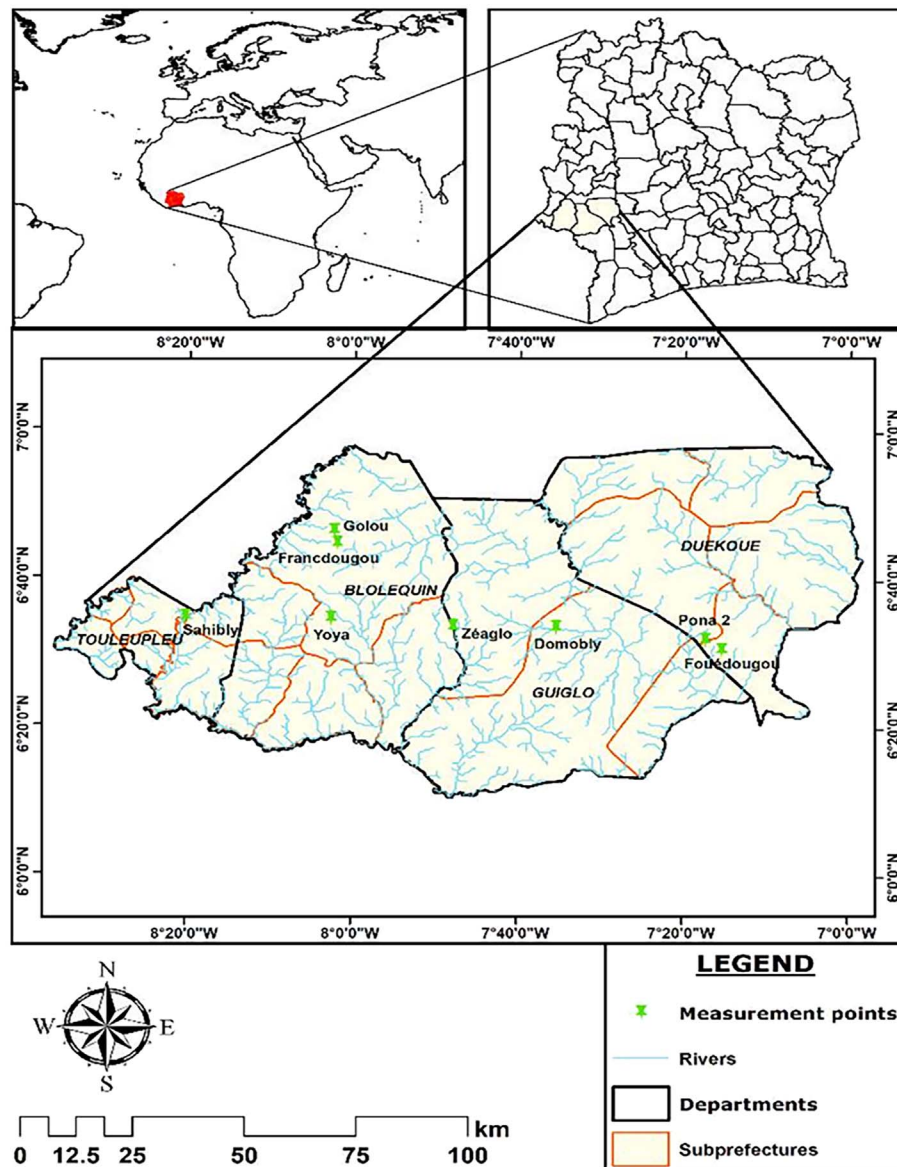 8°20'0"W 8°0'0"W 7°40'0"W 7°20'0"W 7°0'0"W
7°0'0"N
7°0'0"N
Golou
Francdougou
DUEKOUE
6°40'0"N
6°40'0"N
BLOLEQUIN
Sahibly
TOULEUPLEU
Yoya
Zéaglo
Domobly
Pona 2
Fouédougou
GUIGLO
6°20'0"N
6°20'0"N
6°0'0"N
6°0'0"N
8°20'0"W 8°0'0"W 7°40'0"W 7°20'0"W 7°0'0"W
N
W E
S
km
0 12.5 25 50 75 100
LEGEND
Measurement points
Rivers
Departments
Subprefectures